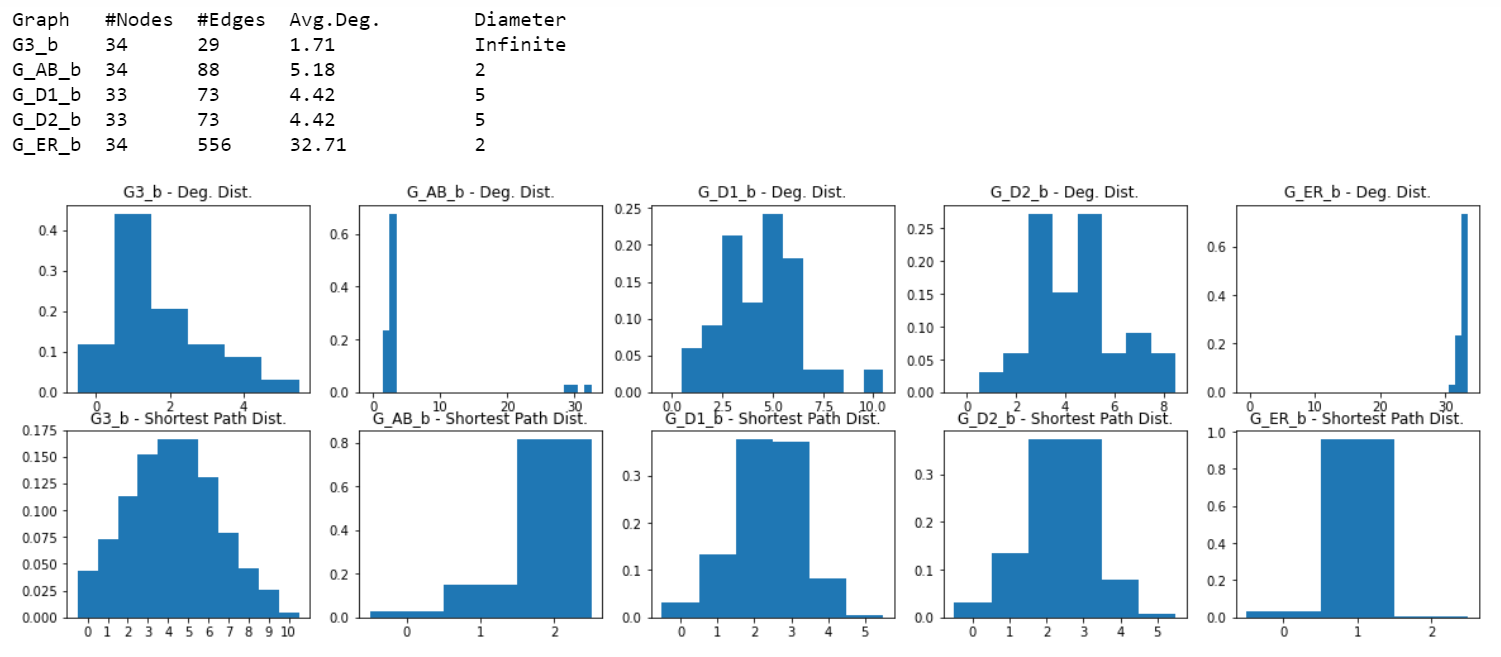 Graph #Nodes #Edges Avg.Deg. Diameter
G3_b 34 29 1.71 Infinite
G_AB_b 34 88 5.18 2
G_D1_b 33 73 4.42 5
G_D2_b 33 73 4.42 5
G_ER_b 34 556 32.71 2
G3_b - Deg. Dist.
0.4
0.3
0.2
0.1
0.0
0 2 4
G_AB_b - Deg. Dist.
0.6
0.4
0.2
0.0
0 10 20 30
G_D1_b - Deg. Dist.
0.25
0.20
0.15
0.10
0.05
0.00
0.0 2.5 5.0 7.5 10.0
G_D2_b - Deg. Dist.
0.25
0.20
0.15
0.10
0.05
0.00
0 2 4 6 8
G_ER_b - Deg. Dist.
0.6
0.4
0.2
0.0
0 10 20 30
G3_b - Shortest Path Dist.
0.175
0.150
0.125
0.100
0.075
0.050
0.025
0.000
0 1 2 3 4 5 6 7 8 9 10
G_AB_b - Shortest Path Dist.
0.8
0.6
0.4
0.2
0.0
0 1 2
G_D1_b - Shortest Path Dist.
0.3
0.2
0.1
0.0
0 1 2 3 4 5
G_D2_b - Shortest Path Dist.
0.3
0.2
0.1
0.0
0 1 2 3 4 5
G_ER_b - Shortest Path Dist.
1.0
0.8
0.6
0.4
0.2
0.0
0 1 2